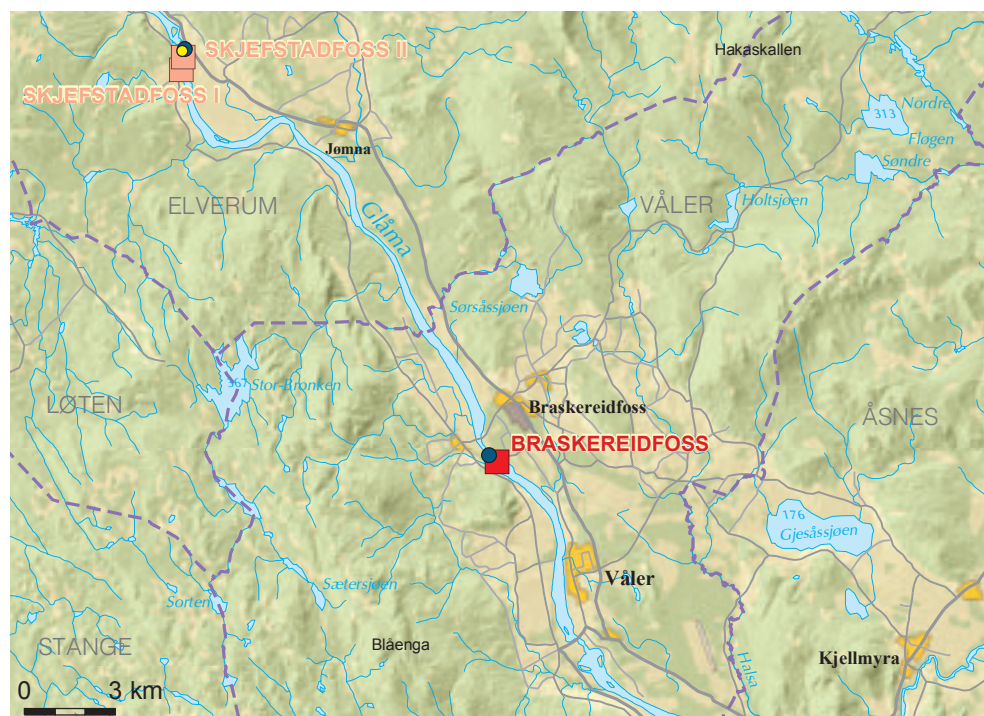 SKJEFSTADFOSS II
Hakaskallen
SKJEFSTADFOSS I
Nordre
313
Fløgen
Jømna
Søndre
ELVERUM
VÅLER
Holtsjøen
Glåma
Sørsåssjøen
367
Stor-Bronken
LØTEN
Braskereidfoss
ÅSNES
BRASKEREIDFOSS
176
Gjesåssjøen
Våler
Sætersjøen
Sorten
STANGE
Blåenga
Halsa
Kjellmyra
0 3 km